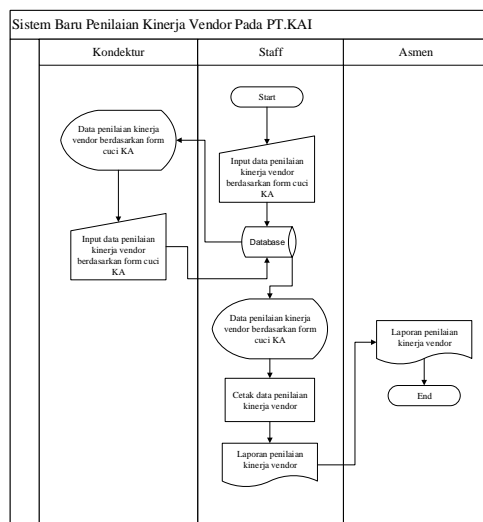 Sistem Baru Penilaian Kinerja Vendor Pada PT.KAI
Kondektur
Staff
Asmen
Start
Data penilaian kinerja
vendor berdasarkan form
cuci KA
Input data penilaian
kinerja vendor
berdasarkan form cuci
KA
Input data penilaian
kinerja vendor
berdasarkan form cuci
KA
Database
Data penilaian kinerja
vendor berdasarkan form
cuci KA
Laporan penilaian
kinerja vendor
Cetak data penilaian
kinerja vendor
End
Laporan penilaian
kinerja vendor